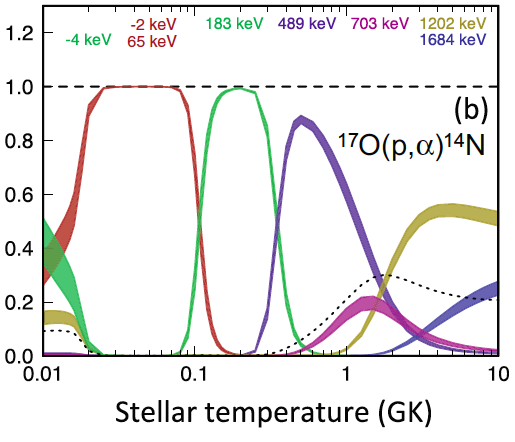 -4 keV
-2 keV
65 keV
183 keV
489 keV
703 keV
1202 keV
1684 keV
1.2
1.0
0.8
0.6
0.4
0.2
0.0
(b)
¹⁷O(p,α)¹⁴N
0.01
0.1
1
10
Stellar temperature (GK)